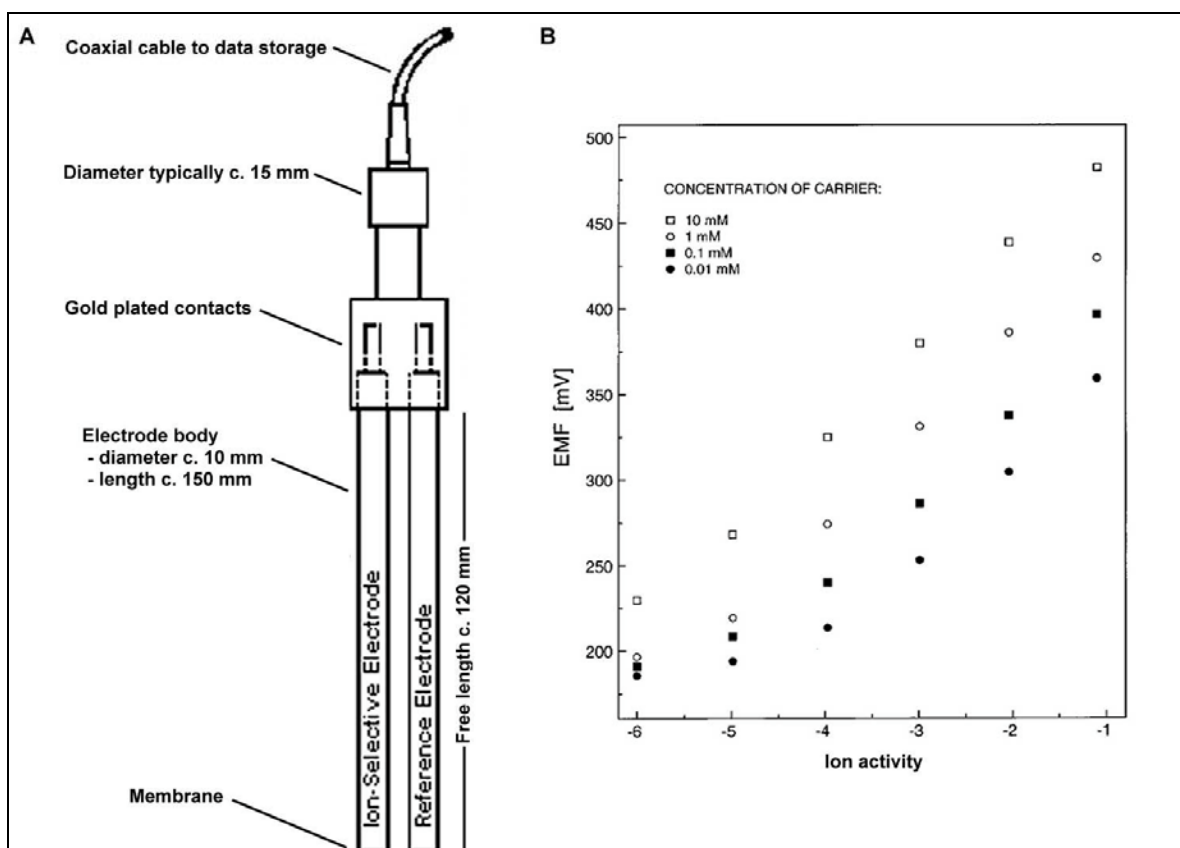 A
Coaxial cable to data storage
Diameter typically c. 15 mm
Gold plated contacts
Electrode body
- diameter c. 10 mm
- length c. 150 mm
Ion-Selective Electrode
Reference Electrode
Free length c. 120 mm
Membrane
B
CONCENTRATION OF CARRIER:
10 mM
1 mM
0.1 mM
0.01 mM
EMF [mV]
500
450
400
350
300
250
200
-6 -5 -4 -3 -2 -1
Ion activity